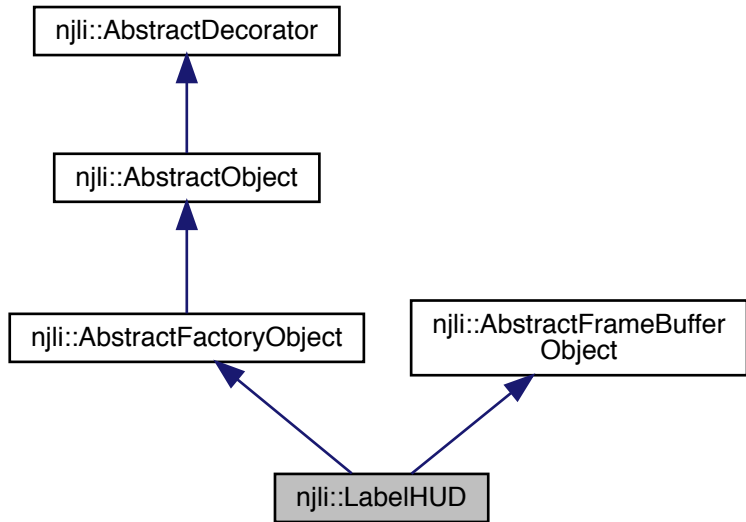 njli::AbstractDecorator
njli::AbstractObject
njli::AbstractFactoryObject
njli::AbstractFrameBuffer
Object
njli::LabelHUD